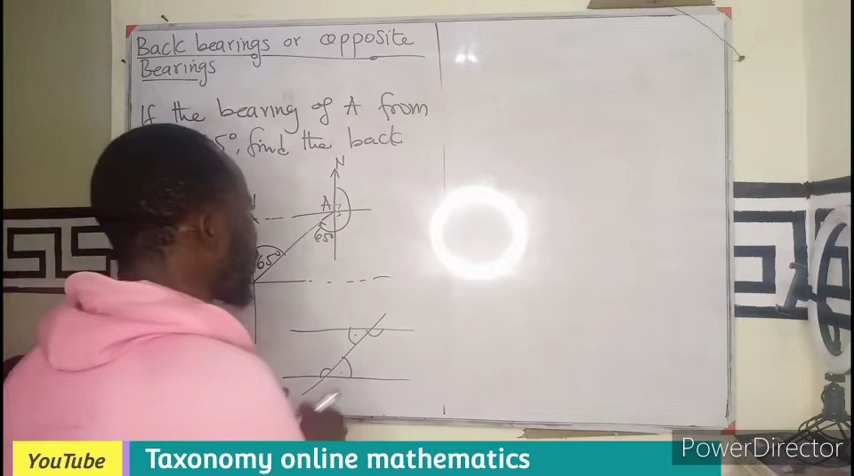 Back bearings or opposite
Bearings
If the bearing of A from
5°, find the back
N
A
65°
65°
YouTube Taxonomy online mathematics
PowerDirector